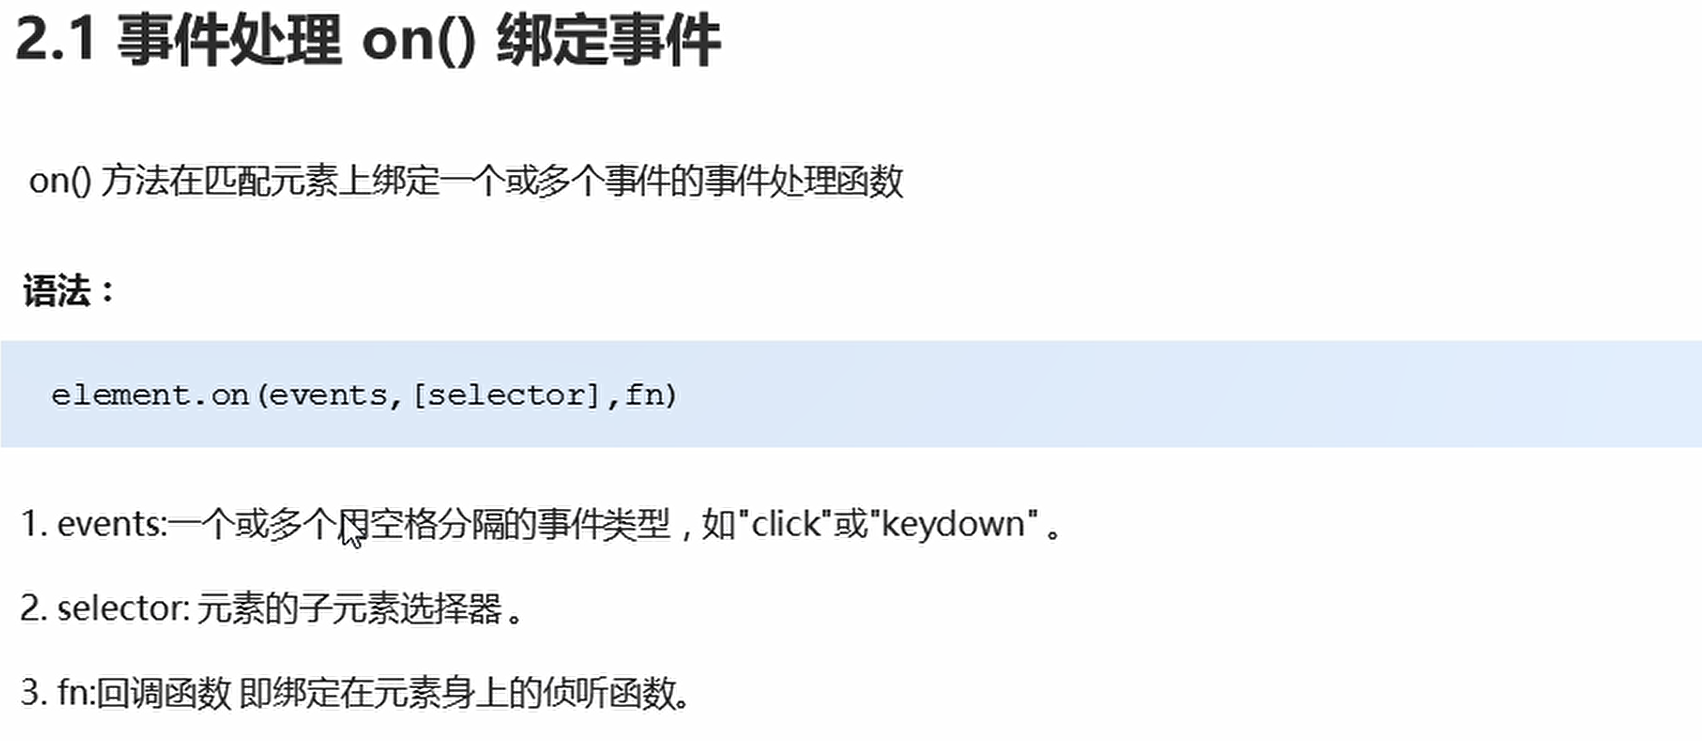 2.1 事件处理 on() 绑定事件
on() 方法在匹配元素上绑定一个或多个事件的事件处理函数
语法：
element.on(events,[selector],fn)
1. events:一个或多个用空格分隔的事件类型，如"click"或"keydown" 。
2. selector: 元素的子元素选择器 。
3. fn:回调函数 即绑定在元素身上的侦听函数。